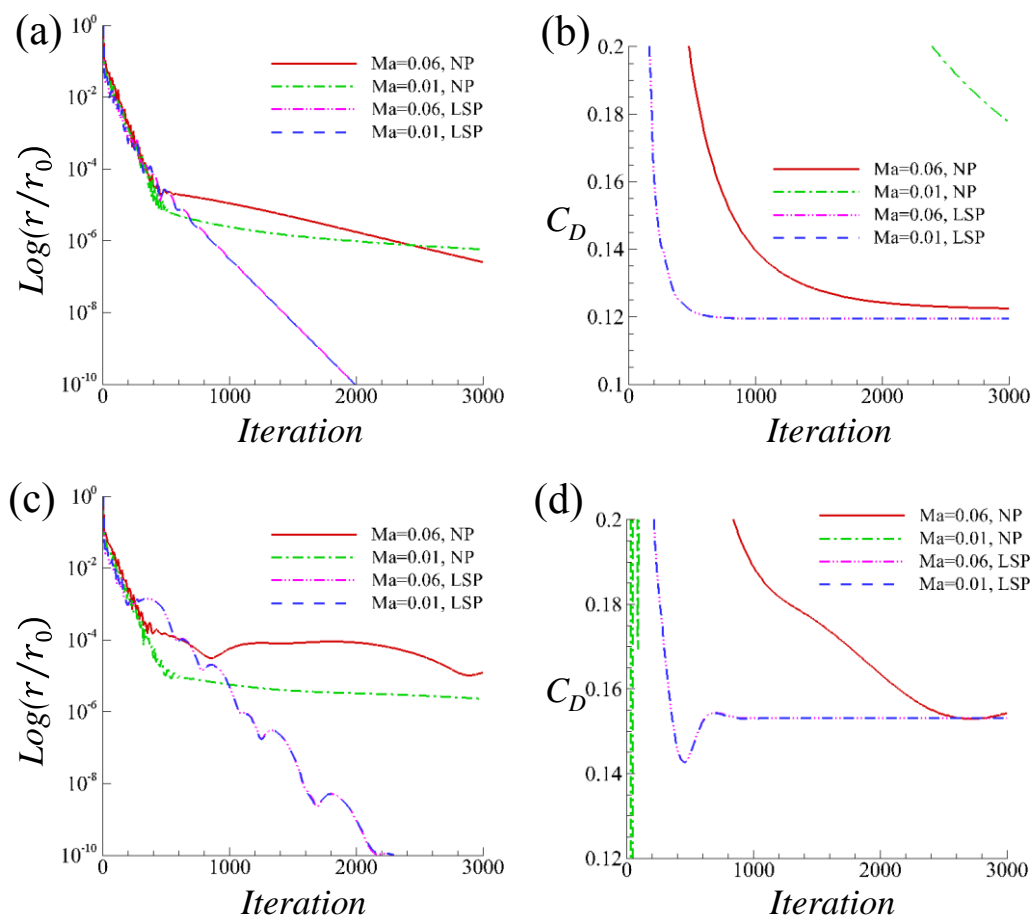 (a)
10^0
10^-2
10^-4
10^-6
10^-8
10^-10
Log(r/r_0)
Ma=0.06, NP
Ma=0.01, NP
Ma=0.06, LSP
Ma=0.01, LSP
0 1000 2000 3000
Iteration
(b)
0.2
0.18
0.16
0.14
0.12
0.1
C_D
Ma=0.06, NP
Ma=0.01, NP
Ma=0.06, LSP
Ma=0.01, LSP
0 1000 2000 3000
Iteration
(c)
10^0
10^-2
10^-4
10^-6
10^-8
10^-10
Log(r/r_0)
Ma=0.06, NP
Ma=0.01, NP
Ma=0.06, LSP
Ma=0.01, LSP
0 1000 2000 3000
Iteration
(d)
0.2
0.18
0.16
0.14
0.12
C_D
Ma=0.06, NP
Ma=0.01, NP
Ma=0.06, LSP
Ma=0.01, LSP
0 1000 2000 3000
Iteration